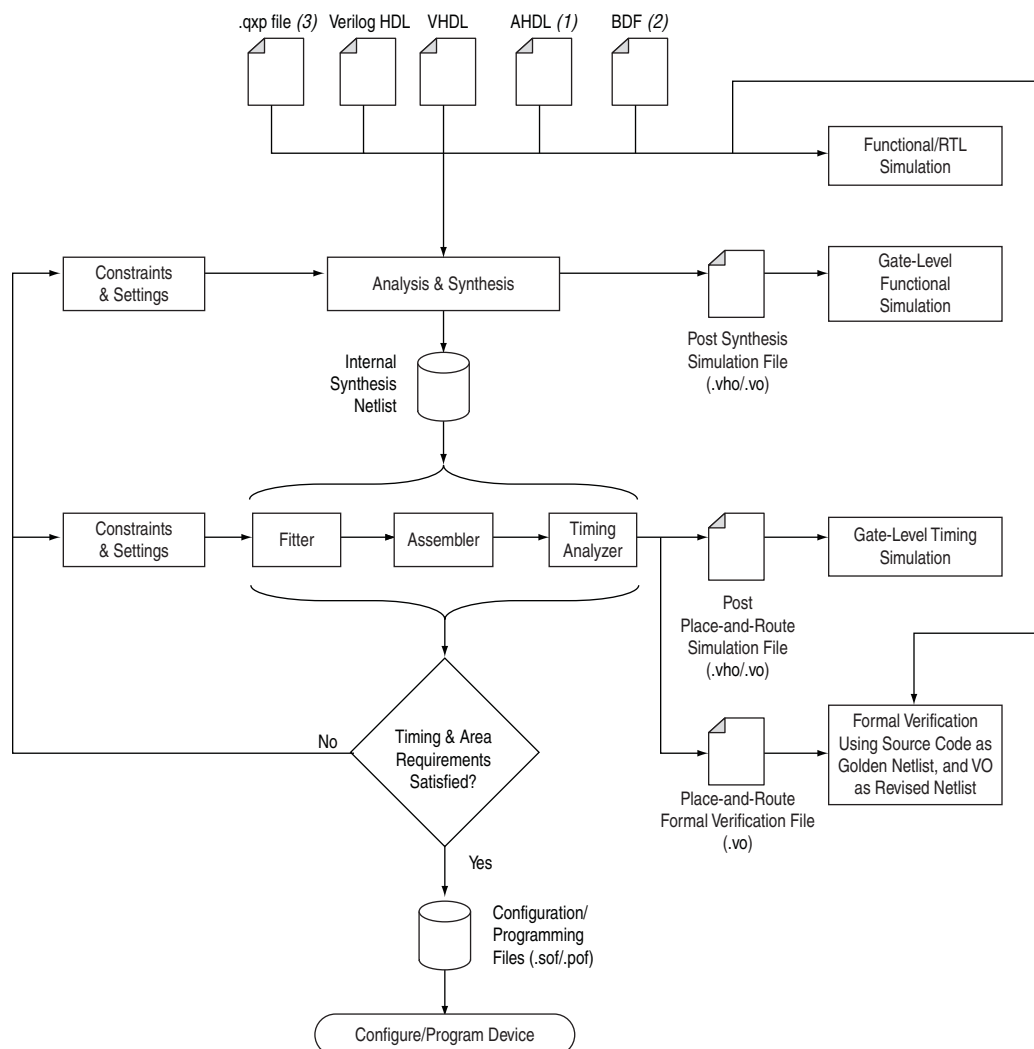 .qxp file (3)
Verilog HDL
VHDL
AHDL (1)
BDF (2)
Functional/RTL
Simulation
Constraints
& Settings
Analysis & Synthesis
Gate-Level
Functional
Simulation
Post Synthesis
Simulation File
(.vho/.vo)
Internal
Synthesis
Netlist
Constraints
& Settings
Fitter
Assembler
Timing
Analyzer
Gate-Level Timing
Simulation
Post
Place-and-Route
Simulation File
(.vho/.vo)
No
Timing & Area
Requirements
Satisfied?
Formal Verification
Using Source Code as
Golden Netlist, and VO
as Revised Netlist
Place-and-Route
Formal Verification File
(.vo)
Yes
Configuration/
Programming
Files (.sof/.pof)
Configure/Program Device